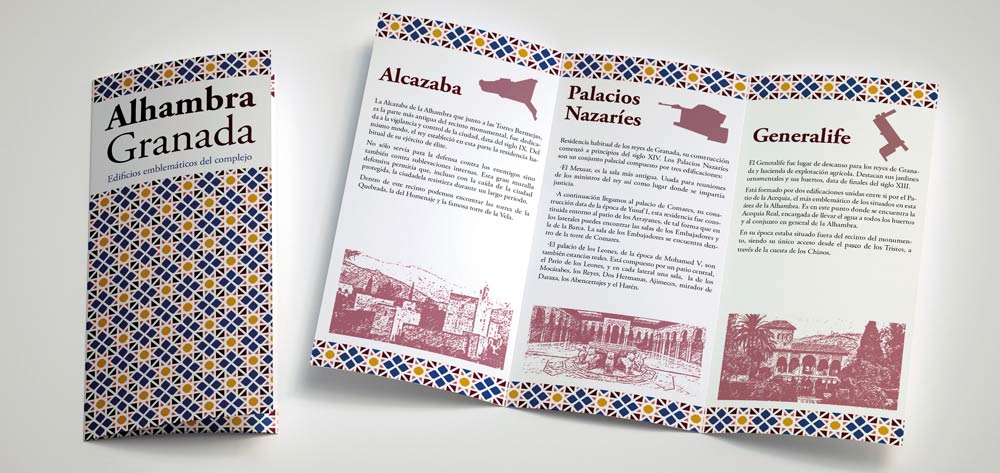 Alhambra
Granada
Edificios emblemáticos del complejo
Alcazaba
La Alcazaba de la Alhambra que junto a las Torres Bermejas,
es la parte más antigua del recinto monumental, fue dedica-
da a la vigilancia y control de la ciudad, data del siglo IX. Del
mismo modo, el rey estableció en esta parte la residencia ha-
bitual de su ejército de élite.
No sólo servía para la defensa contra los enemigos sino
también contra sublevaciones internas. Esta gran muralla
defensiva permitía que, incluso con la caída de la ciudad
protegida, la ciudadela resistiera durante un largo período.
Dentro de este recinto podemos encontrar las torres de la
Quebrada, la del Homenaje y la famosa torre de la Vela.
Palacios
Nazaríes
Residencia habitual de los reyes de Granada, su construcción
comenzó a principios del siglo XIV. Los Palacios Nazaríes
son un conjunto palacial compuesto por tres edificaciones:
·El Mexuar, es la sala más antigua. Usada para reuniones
de los ministros del rey así como lugar donde se impartía
justicia.
·A continuación llegamos al palacio de Comares, su cons-
trucción data de la época de Yusuf I, esta residencia fue cons-
tituida entorno al patio de los Arrayanes, de tal forma que en
los laterales puedes encontrar las salas de los Embajadores y
la de la Barca. La sala de los Embajadores se encuentra den-
tro de la torre de Comares.
·El palacio de los Leones, de la época de Mohamed V, son
también estancias reales. Está compuesto por un patio central,
el Patio de los Leones, y en cada lateral una sala, la de los
Mocárabes, los Reyes, Dos Hermanas, Ajimeces, mirador de
Daraxa, los Abencerrajes y el Harén.
Generalife
El Generalife fue lugar de descanso para los reyes de Grana-
da y hacienda de explotación agrícola. Destacan sus jardines
ornamentales y sus huertos, data de finales del siglo XIII.
Está formado por dos edificaciones unidas entre sí por el Pa-
tio de la Acequia, el más emblemático de los situados en esta
área de la Alhambra. Es en este punto donde se encuentra la
Acequia Real, encargada de llevar el agua a todos los huertos
y al conjunto en general de la Alhambra.
En su época estaba situado fuera del recinto del monumen-
to, siendo su único acceso desde el paseo de los Tristes, a
través de la cuesta de los Chinos.